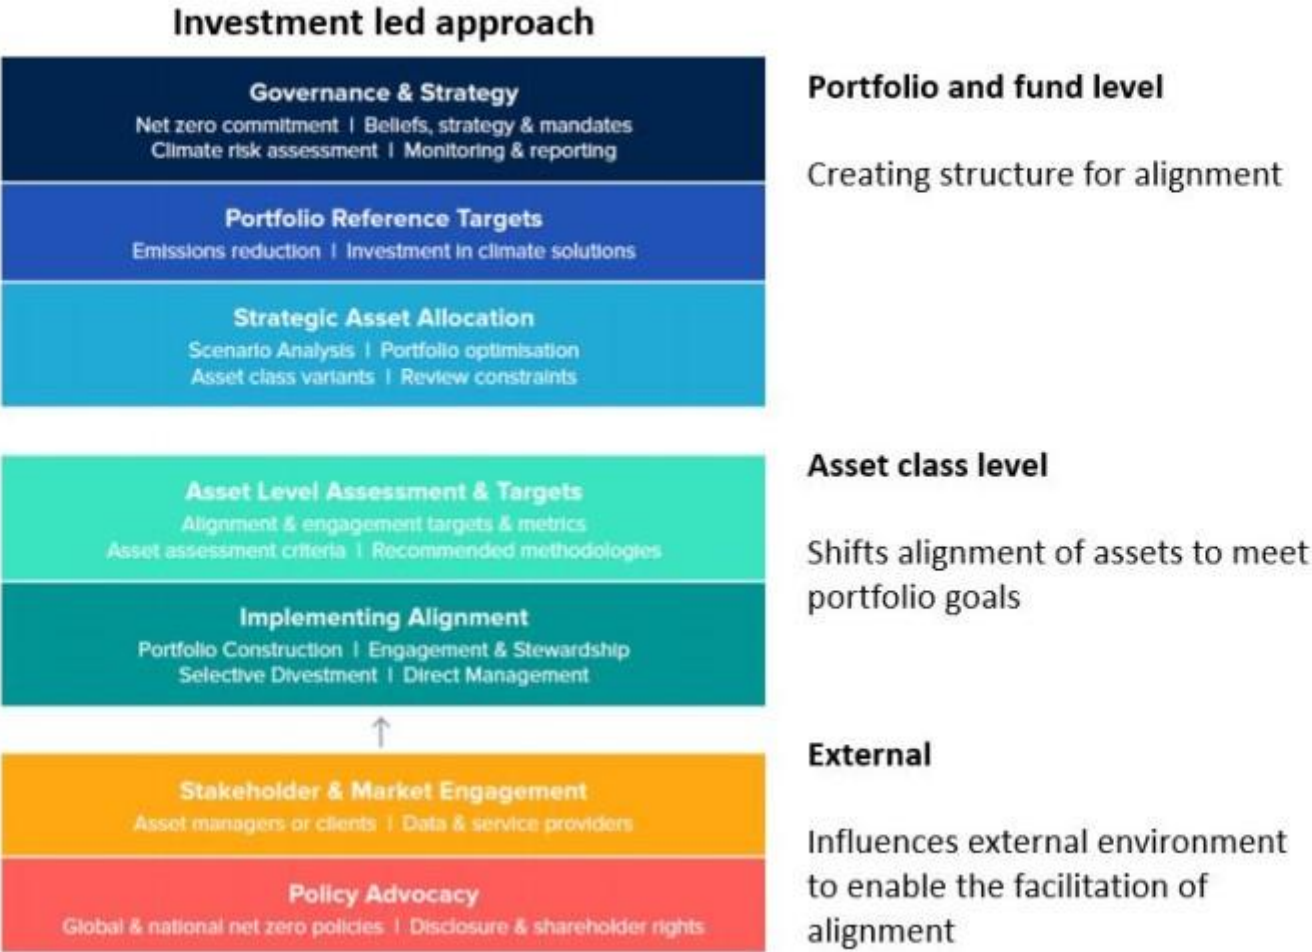 Investment led approach
Governance & Strategy
Net zero commitment | Beliefs, strategy & mandates
Climate risk assessment | Monitoring & reporting
Portfolio Reference Targets
Emissions reduction | Investment in climate solutions
Strategic Asset Allocation
Scenario Analysis | Portfolio optimisation
Asset class variants | Review constraints
Portfolio and fund level
Creating structure for alignment
Asset Level Assessment & Targets
Alignment & engagement targets & metrics
Asset assessment criteria | Recommended methodologies
Implementing Alignment
Portfolio Construction | Engagement & Stewardship
Selective Divestment | Direct Management
Asset class level
Shifts alignment of assets to meet
portfolio goals
Stakeholder & Market Engagement
Asset managers or clients | Data & service providers
Policy Advocacy
Global & national net zero policies | Disclosure & shareholder rights
External
Influences external environment
to enable the facilitation of
alignment